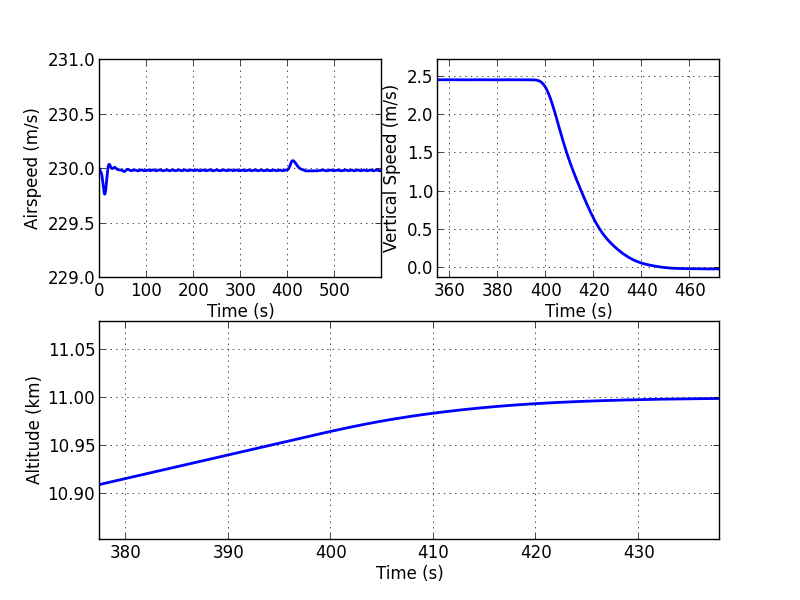 231.0
230.5
230.0
229.5
229.0
Airspeed (m/s)
0 100 200 300 400 500
Time (s)
2.5
2.0
1.5
1.0
0.5
0.0
Vertical Speed (m/s)
360 380 400 420 440 460
Time (s)
11.05
11.00
10.95
10.90
Altitude (km)
380 390 400 410 420 430
Time (s)